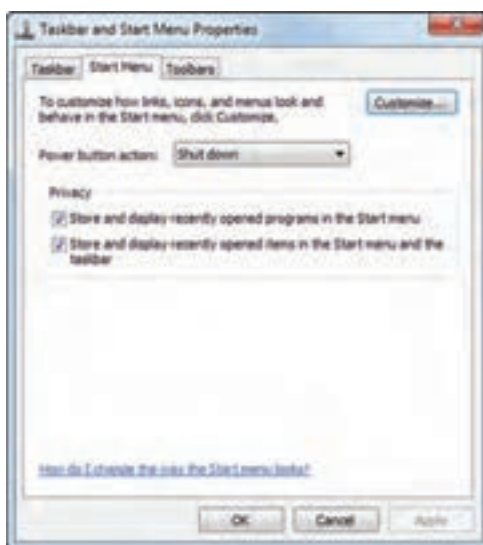 Taskbar and Start Menu Properties
Taskbar Start Menu Toolbars
To customize how links, icons, and menus look and
behave in the Start menu, click Customize.
Customize...
Power button action: Shut down
Privacy
Store and display recently opened programs in the Start menu
Store and display recently opened items in the Start menu and the
taskbar
How do I change the way the Start menu looks?
OK Cancel Apply